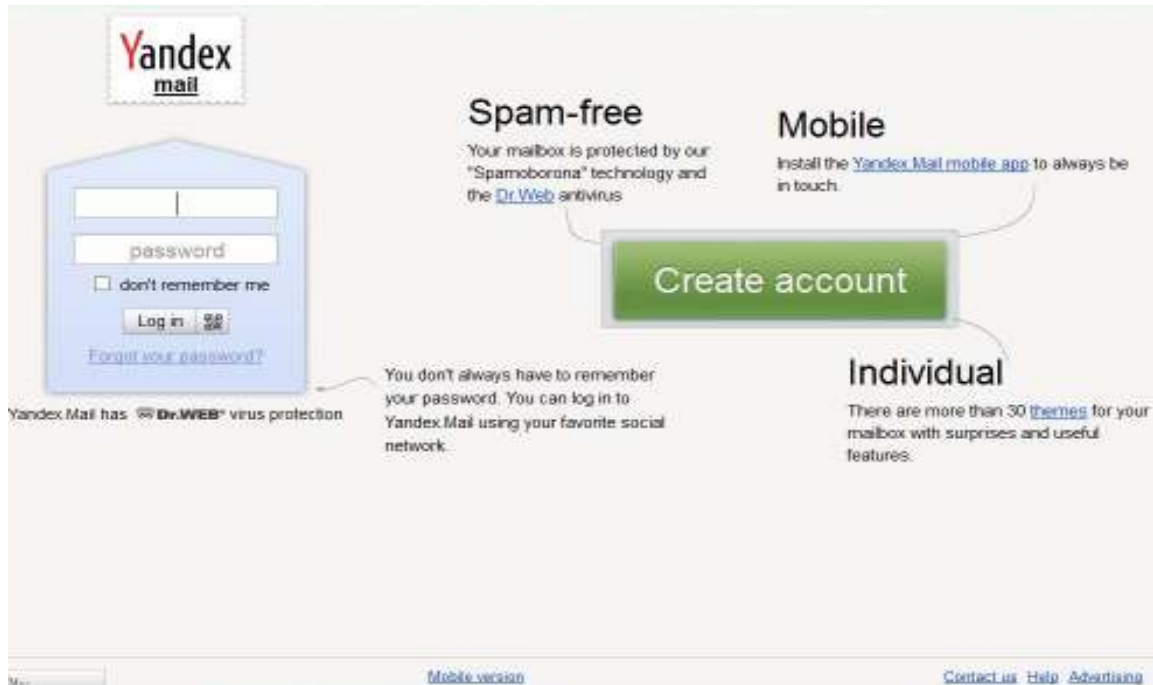 Yandex
mail
password
don't remember me
Log in
Forgot your password?
Yandex.Mail has Dr.WEB® virus protection
You don't always have to remember
your password. You can log in to
Yandex.Mail using your favorite social
network.
Spam-free
Your mailbox is protected by our
"Spamoborona" technology and
the Dr.Web antivirus
Mobile
Install the Yandex.Mail mobile app to always be
in touch.
Create account
Individual
There are more than 30 themes for your
mailbox with surprises and useful
features.
Mobile version
Contact us Help Advertising